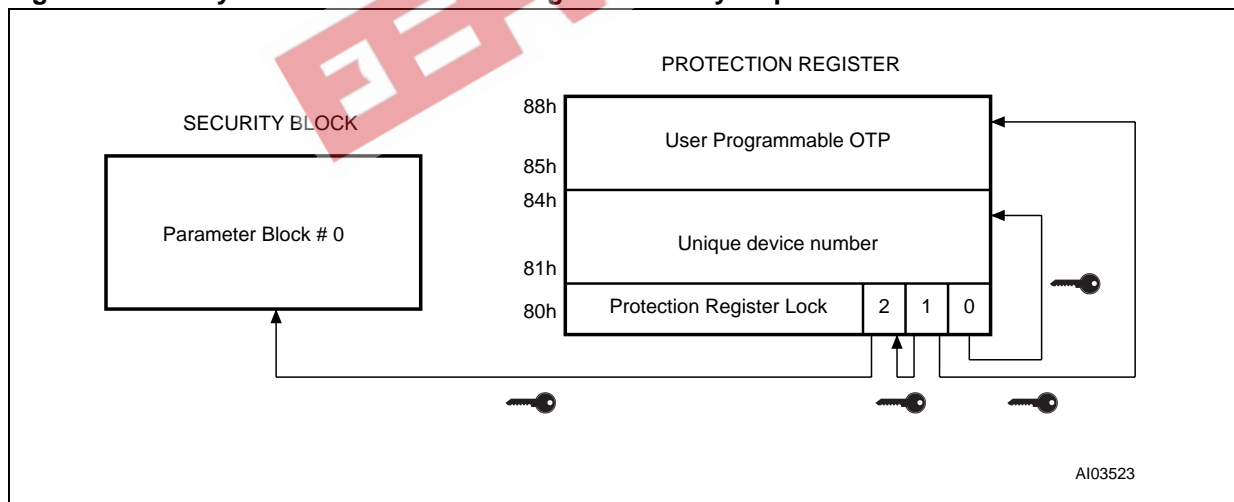 PROTECTION REGISTER
SECURITY BLOCK
88h
User Programmable OTP
85h
84h
Parameter Block # 0
Unique device number
81h
80h
Protection Register Lock 2 1 0
AI03523